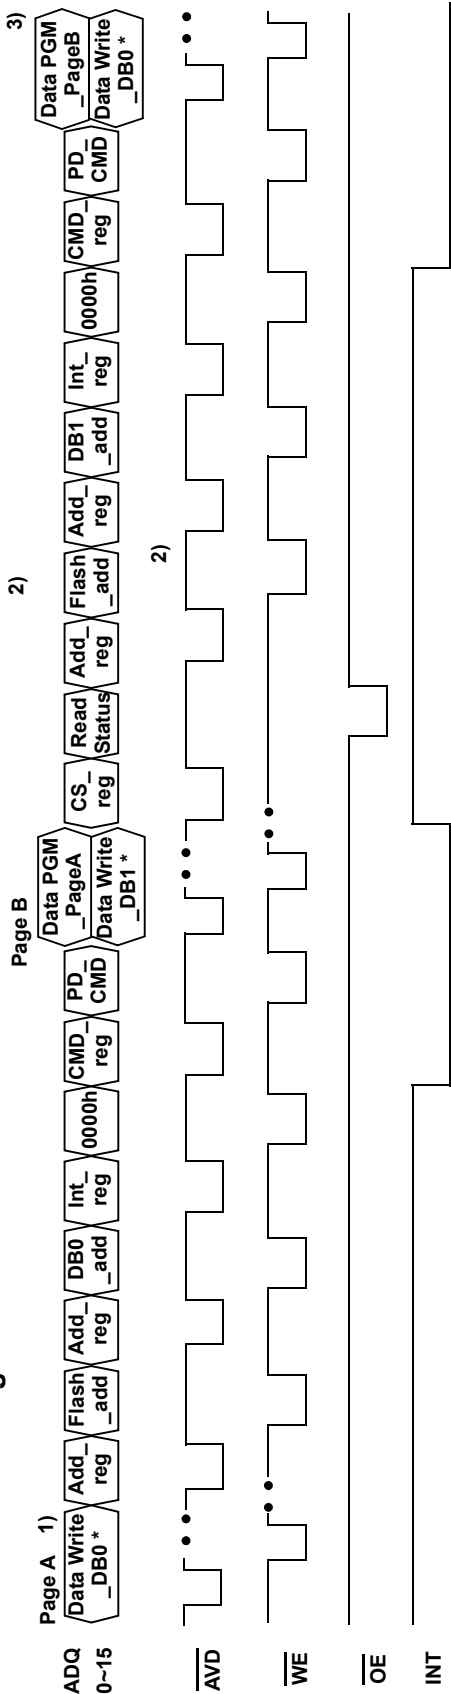 Page A 1)
Page B
2)
3)
ADQ
0~15
Data Write
_DB0 *
Add_
reg
Flash
_add
Add_
reg
DB0
_add
Int_
reg
0000h
CMD_
reg
PD_
CMD
Data PGM
_PageA
Data Write
_DB1 *
CS_
reg
Read
Status
Add_
reg
Flash
_add
Add_
reg
DB1
_add
Int_
reg
0000h
CMD_
reg
PD_
CMD
Data PGM
_PageB
Data Write
_DB0 *
2)
AVD
WE
OE
INT